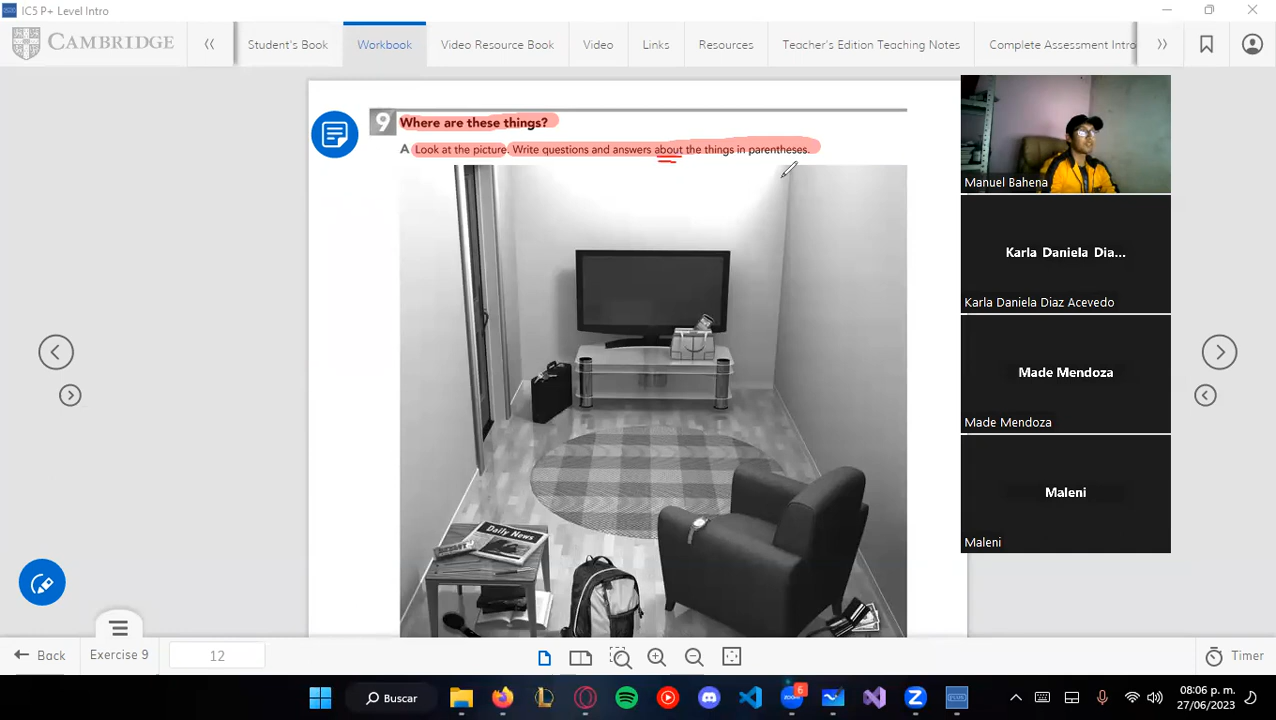 IC5 P+ Level Intro
CAMBRIDGE
Student's Book
Workbook
Video Resource Book
Video
Links
Resources
Teacher's Edition Teaching Notes
Complete Assessment Intro
9 Where are these things?
A Look at the picture. Write questions and answers about the things in parentheses.
Daily News
Manuel Bahena
Karla Daniela Dia...
Karla Daniela Diaz Acevedo
Made Mendoza
Made Mendoza
Maleni
Maleni
Back
Exercise 9
12
Timer
Buscar
zoom
6
08:06 p. m.
27/06/2023